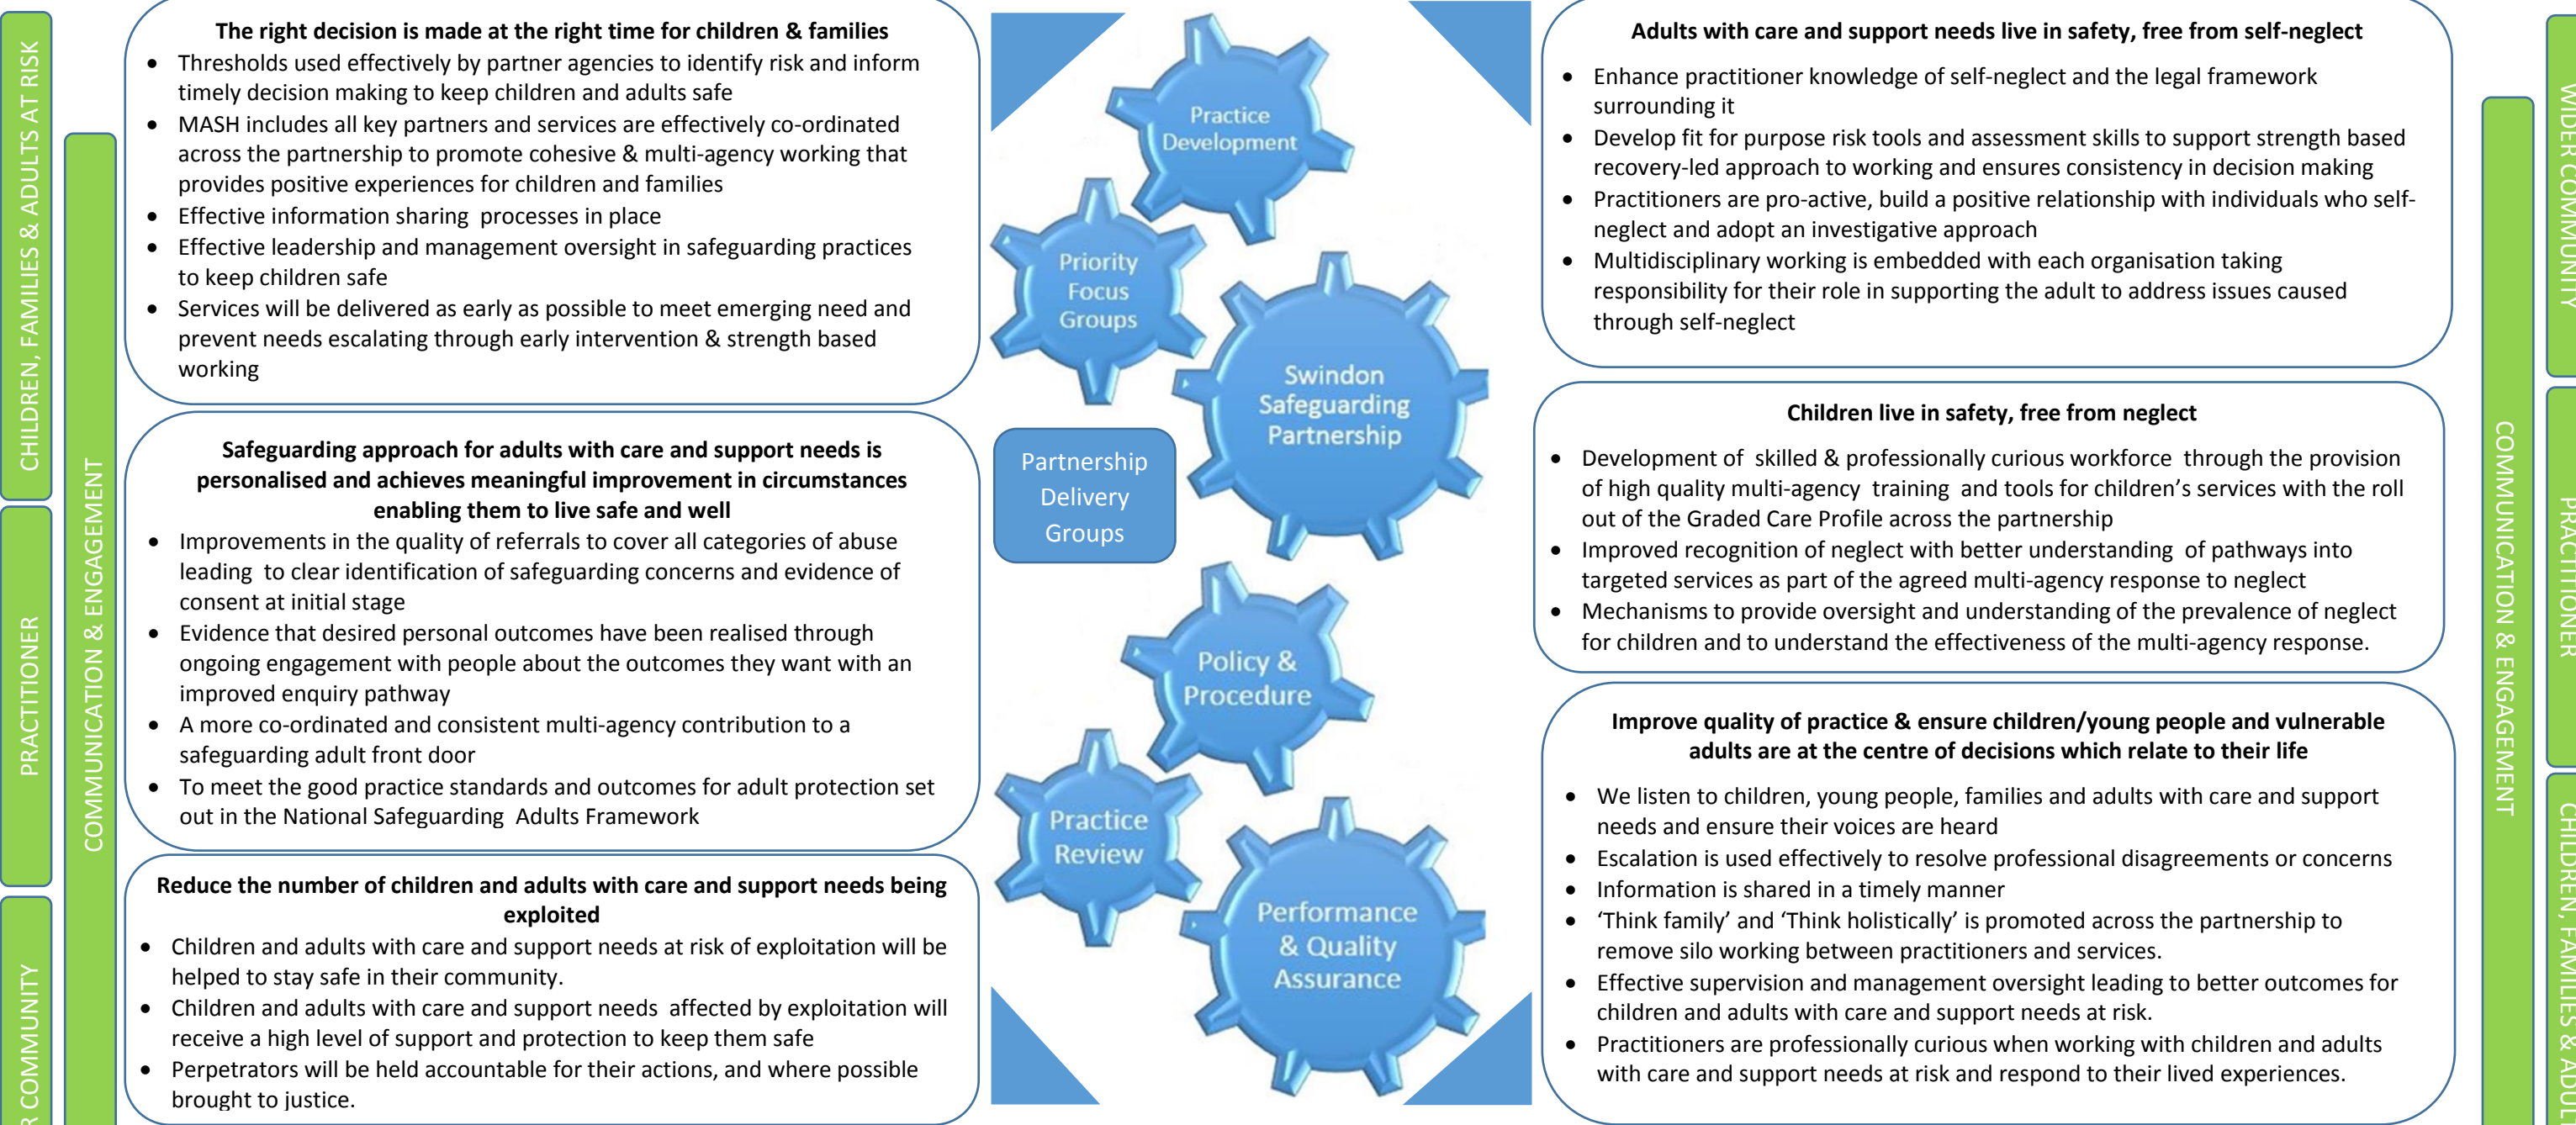 CHILDREN, FAMILIES & ADULTS AT RISK
PRACTITIONER
R COMMUNITY
COMMUNICATION & ENGAGEMENT
The right decision is made at the right time for children & families
• Thresholds used effectively by partner agencies to identify risk and inform
timely decision making to keep children and adults safe
• MASH includes all key partners and services are effectively co-ordinated
across the partnership to promote cohesive & multi-agency working that
provides positive experiences for children and families
• Effective information sharing processes in place
• Effective leadership and management oversight in safeguarding practices
to keep children safe
• Services will be delivered as early as possible to meet emerging need and
prevent needs escalating through early intervention & strength based
working
Safeguarding approach for adults with care and support needs is
personalised and achieves meaningful improvement in circumstances
enabling them to live safe and well
• Improvements in the quality of referrals to cover all categories of abuse
leading to clear identification of safeguarding concerns and evidence of
consent at initial stage
• Evidence that desired personal outcomes have been realised through
ongoing engagement with people about the outcomes they want with an
improved enquiry pathway
• A more co-ordinated and consistent multi-agency contribution to a
safeguarding adult front door
• To meet the good practice standards and outcomes for adult protection set
out in the National Safeguarding Adults Framework
Reduce the number of children and adults with care and support needs being
exploited
• Children and adults with care and support needs at risk of exploitation will be
helped to stay safe in their community.
• Children and adults with care and support needs affected by exploitation will
receive a high level of support and protection to keep them safe
• Perpetrators will be held accountable for their actions, and where possible
brought to justice.
Practice
Development
Priority
Focus
Groups
Swindon
Safeguarding
Partnership
Partnership
Delivery
Groups
Policy &
Procedure
Practice
Review
Performance
& Quality
Assurance
Adults with care and support needs live in safety, free from self-neglect
• Enhance practitioner knowledge of self-neglect and the legal framework
surrounding it
• Develop fit for purpose risk tools and assessment skills to support strength based
recovery-led approach to working and ensures consistency in decision making
• Practitioners are pro-active, build a positive relationship with individuals who self-
neglect and adopt an investigative approach
• Multidisciplinary working is embedded with each organisation taking
responsibility for their role in supporting the adult to address issues caused
through self-neglect
Children live in safety, free from neglect
• Development of skilled & professionally curious workforce through the provision
of high quality multi-agency training and tools for children's services with the roll
out of the Graded Care Profile across the partnership
• Improved recognition of neglect with better understanding of pathways into
targeted services as part of the agreed multi-agency response to neglect
• Mechanisms to provide oversight and understanding of the prevalence of neglect
for children and to understand the effectiveness of the multi-agency response.
Improve quality of practice & ensure children/young people and vulnerable
adults are at the centre of decisions which relate to their life
• We listen to children, young people, families and adults with care and support
needs and ensure their voices are heard
• Escalation is used effectively to resolve professional disagreements or concerns
• Information is shared in a timely manner
• ‘Think family’ and ‘Think holistically’ is promoted across the partnership to
remove silo working between practitioners and services.
• Effective supervision and management oversight leading to better outcomes for
children and adults with care and support needs at risk.
• Practitioners are professionally curious when working with children and adults
with care and support needs at risk and respond to their lived experiences.
COMMUNICATION & ENGAGEMENT
WIDER COMMUNITY
PRACTITIONER
CHILDREN, FAMILIES & ADUL